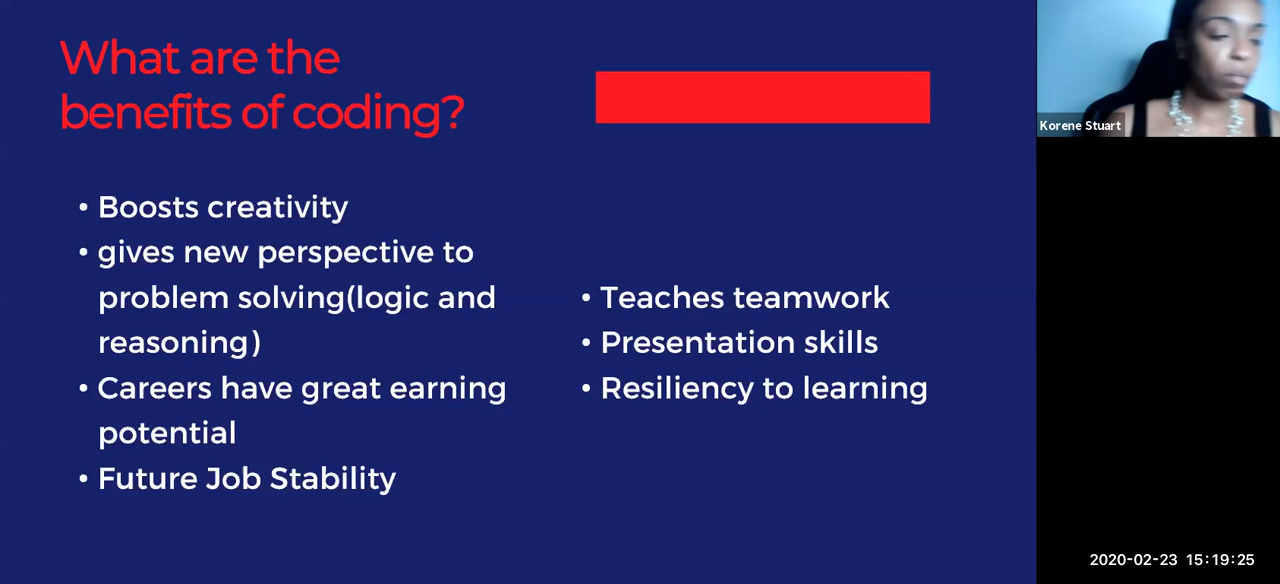 What are the
benefits of coding?
• Boosts creativity
• gives new perspective to
problem solving(logic and
reasoning)
• Careers have great earning
potential
• Future Job Stability
• Teaches teamwork
• Presentation skills
• Resiliency to learning
Korene Stuart
2020-02-23 15:19:25